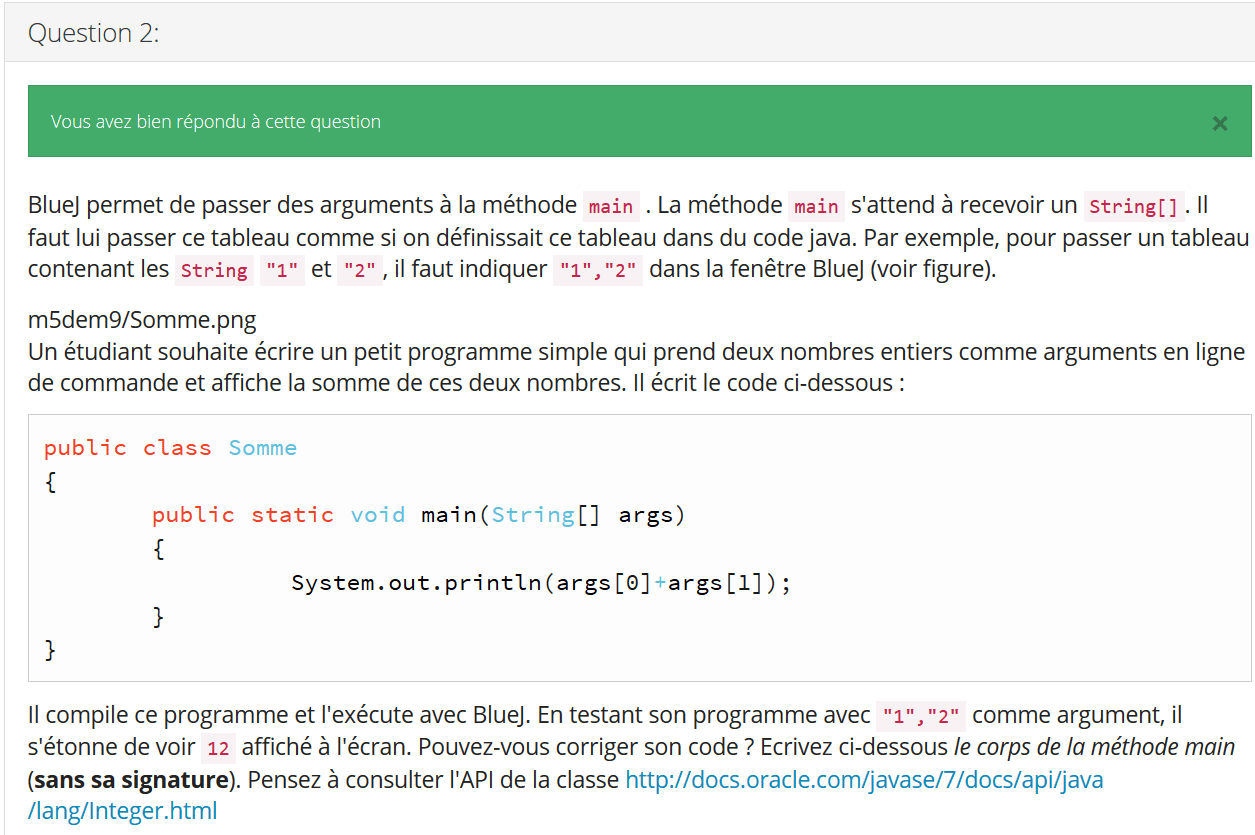 Question 2:
Vous avez bien répondu à cette question
×
BlueJ permet de passer des arguments à la méthode main . La méthode main s'attend à recevoir un String[]. Il
faut lui passer ce tableau comme si on définissait ce tableau dans du code java. Par exemple, pour passer un tableau
contenant les String "1" et "2", il faut indiquer "1","2" dans la fenêtre BlueJ (voir figure).
m5dem9/Somme.png
Un étudiant souhaite écrire un petit programme simple qui prend deux nombres entiers comme arguments en ligne
de commande et affiche la somme de ces deux nombres. Il écrit le code ci-dessous :
public class Somme
{
public static void main(String[] args)
{
System.out.println(args[0]+args[1]);
}
}
Il compile ce programme et l'exécute avec BlueJ. En testant son programme avec "1","2" comme argument, il
s'étonne de voir 12 affiché à l'écran. Pouvez-vous corriger son code ? Ecrivez ci-dessous le corps de la méthode main
(sans sa signature). Pensez à consulter l'API de la classe http://docs.oracle.com/javase/7/docs/api/java
/lang/Integer.html